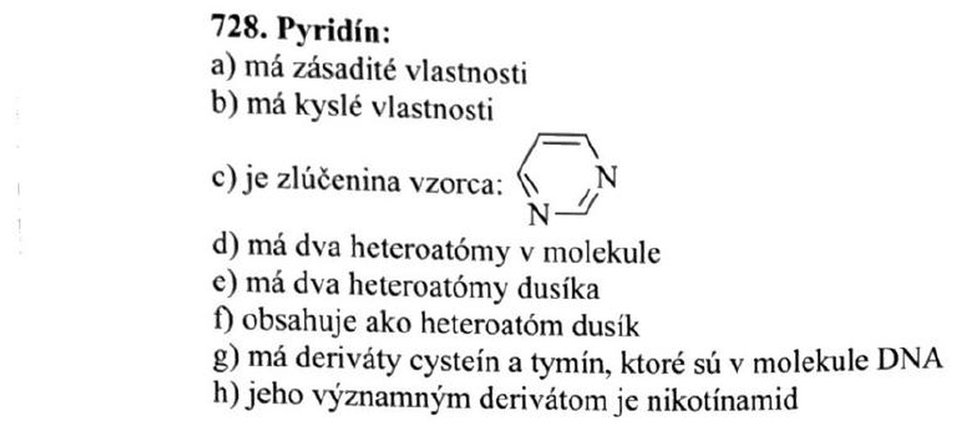 728. Pyridín:
a) má zásadité vlastnosti
b) má kyslé vlastnosti
c) je zlúčenina vzorca:
N
N
d) má dva heteroatómy v molekule
e) má dva heteroatómy dusíka
f) obsahuje ako heteroatóm dusík
g) má deriváty cysteín a tymín, ktoré sú v molekule DNA
h) jeho významným derivátom je nikotínamid